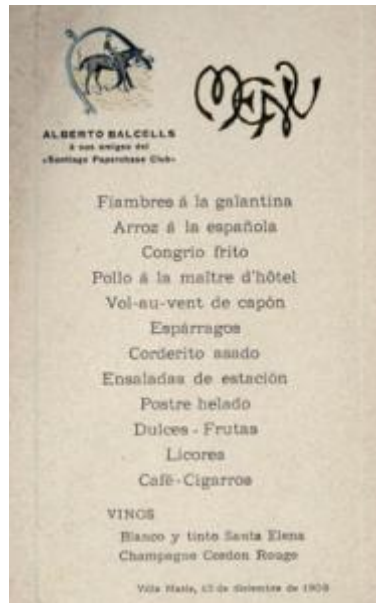 MENU
ALBERTO BALCELLS
á sus amigos del
«Santiago Paperchase Club»
Fiambres á la galantina
Arroz á la española
Congrio frito
Pollo á la maître d'hôtel
Vol-au-vent de capón
Espárragos
Corderito asado
Ensaladas de estación
Postre helado
Dulces - Frutas
Licores
Café - Cigarros
VINOS
Blanco y tinto Santa Elena
Champagne Cordon Rouge
Villa María, 13 de diciembre de